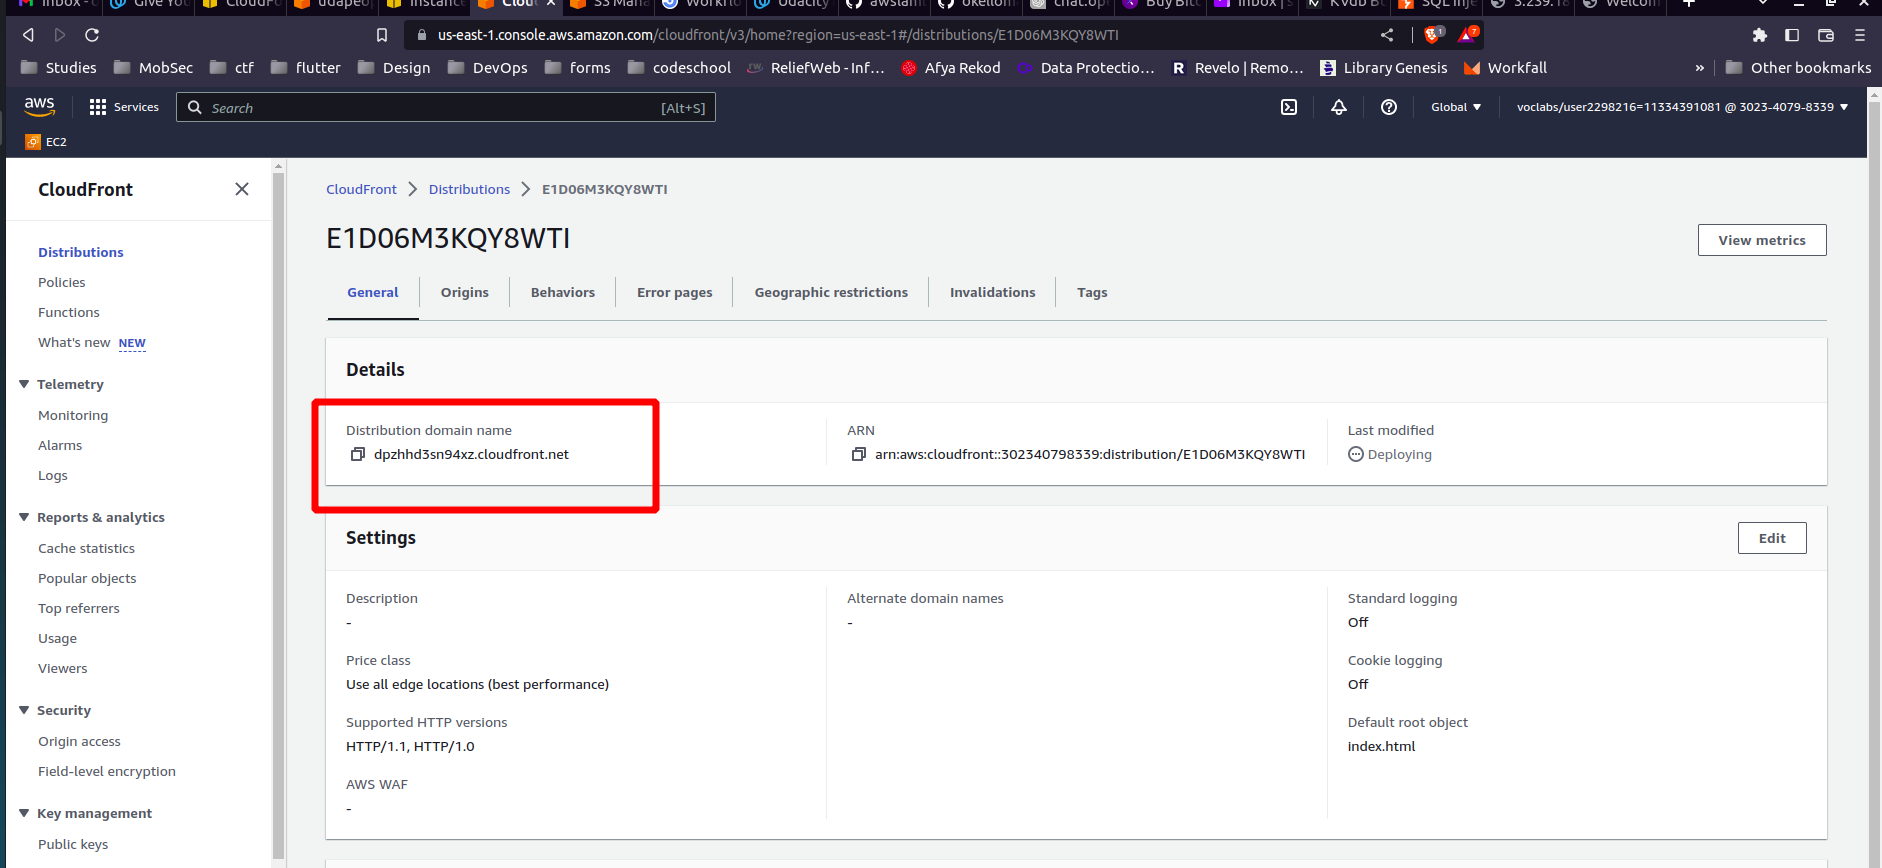 Inbox - c
Give You
CloudFo
udapeop
Instance
Clou
S3 Mana
Workflo
Udacity
awslamb
okellom
chat.op
Buy Bitc
Inbox | s
SQL Inje
3.239.18
Welcom
us-east-1.console.aws.amazon.com/cloudfront/v3/home?region=us-east-1#/distributions/E1D06M3KQY8WTI
1
7
Studies
MobSec
ctf
flutter
Design
DevOps
forms
codeschool
ReliefWeb - Inf...
Afya Rekod
Data Protectio...
Revelo | Remo...
Library Genesis
Workfall
»
Other bookmarks
aws
Services
Search
[Alt+S]
Global
voclabs/user2298216=11334391081 @ 3023-4079-8339
EC2
CloudFront
Distributions
Policies
Functions
What's new NEW
Telemetry
Monitoring
Alarms
Logs
Reports & analytics
Cache statistics
Popular objects
Top referrers
Usage
Viewers
Security
Origin access
Field-level encryption
Key management
Public keys
CloudFront
Distributions
E1D06M3KQY8WTI
E1D06M3KQY8WTI
View metrics
General
Origins
Behaviors
Error pages
Geographic restrictions
Invalidations
Tags
Details
Distribution domain name
dpzhhd3sn94xz.cloudfront.net
ARN
arn:aws:cloudfront::302340798339:distribution/E1D06M3KQY8WTI
Last modified
Deploying
Settings
Edit
Description
-
Price class
Use all edge locations (best performance)
Supported HTTP versions
HTTP/1.1, HTTP/1.0
AWS WAF
-
Alternate domain names
-
Standard logging
Off
Cookie logging
Off
Default root object
index.html